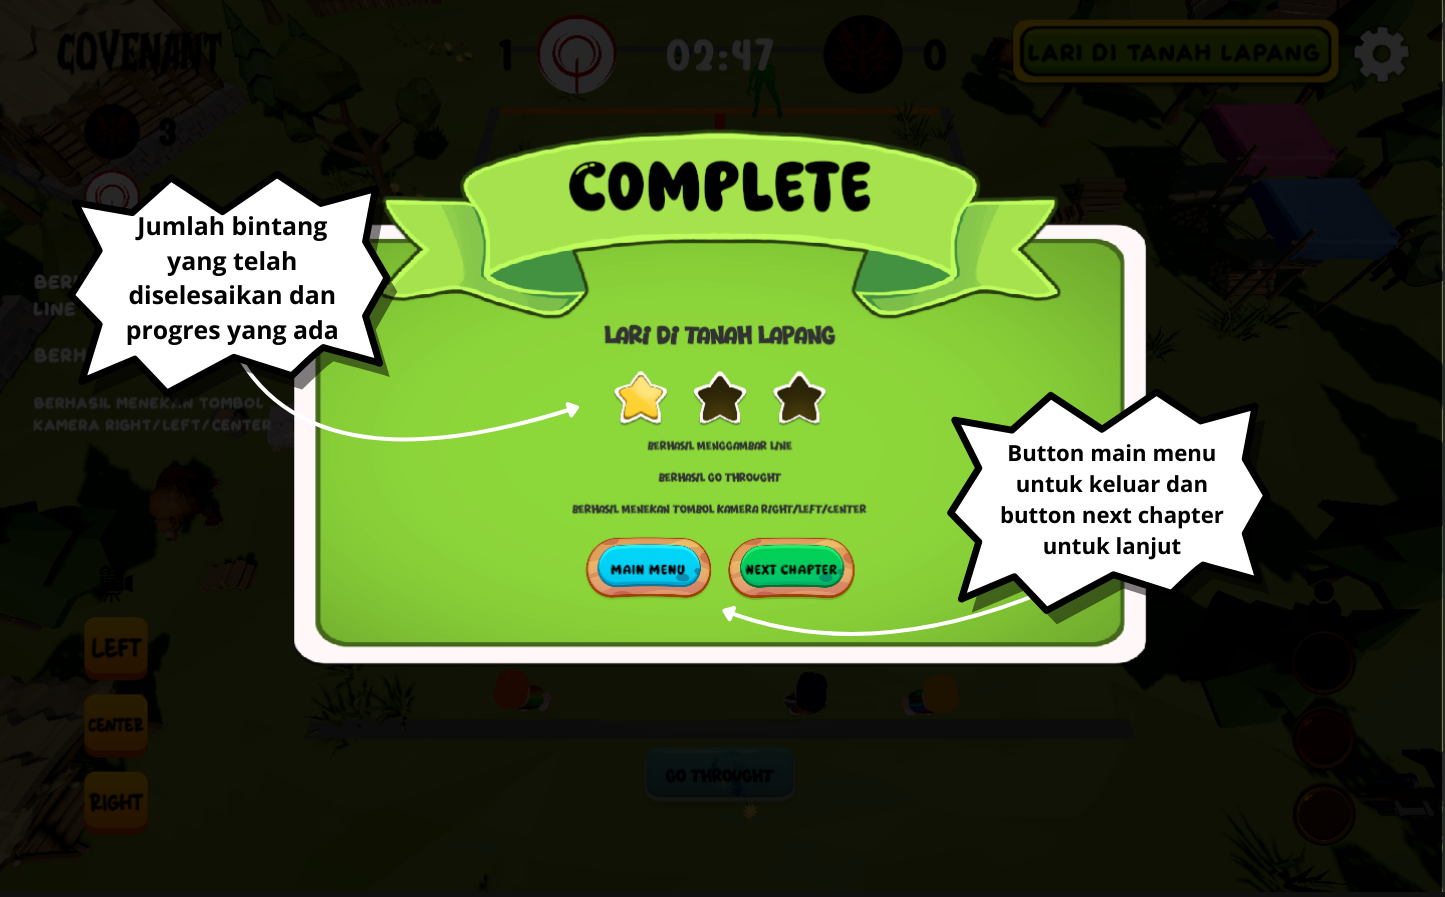 COVENANT
1
02:47
0
LARI DI TANAH LAPANG
3
COMPLETE
Jumlah bintang
yang telah
diselesaikan dan
progres yang ada
LINE
BERHASIL MENEKAN TOMBOL
KAMERA RIGHT/LEFT/CENTER
LARI DI TANAH LAPANG
BERHASIL MENGGAMBAR LINE
BERHASIL GO THROUGHT
BERHASIL MENEKAN TOMBOL KAMERA RIGHT/LEFT/CENTER
MAIN MENU
NEXT CHAPTER
Button main menu
untuk keluar dan
button next chapter
untuk lanjut
LEFT
CENTER
RIGHT
GO THROUGHT